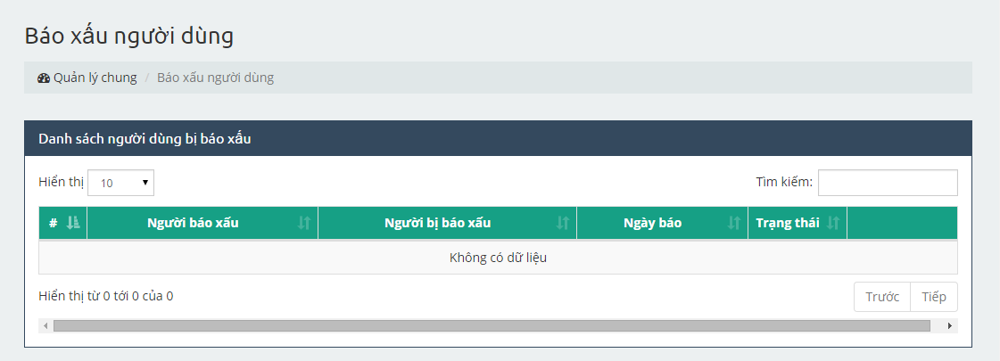 Báo xấu người dùng
Quản lý chung / Báo xấu người dùng
Danh sách người dùng bị báo xấu
Hiển thị 10 Tìm kiếm:
# Người báo xấu Người bị báo xấu Ngày báo Trạng thái
Không có dữ liệu
Hiển thị từ 0 tới 0 của 0 Trước Tiếp